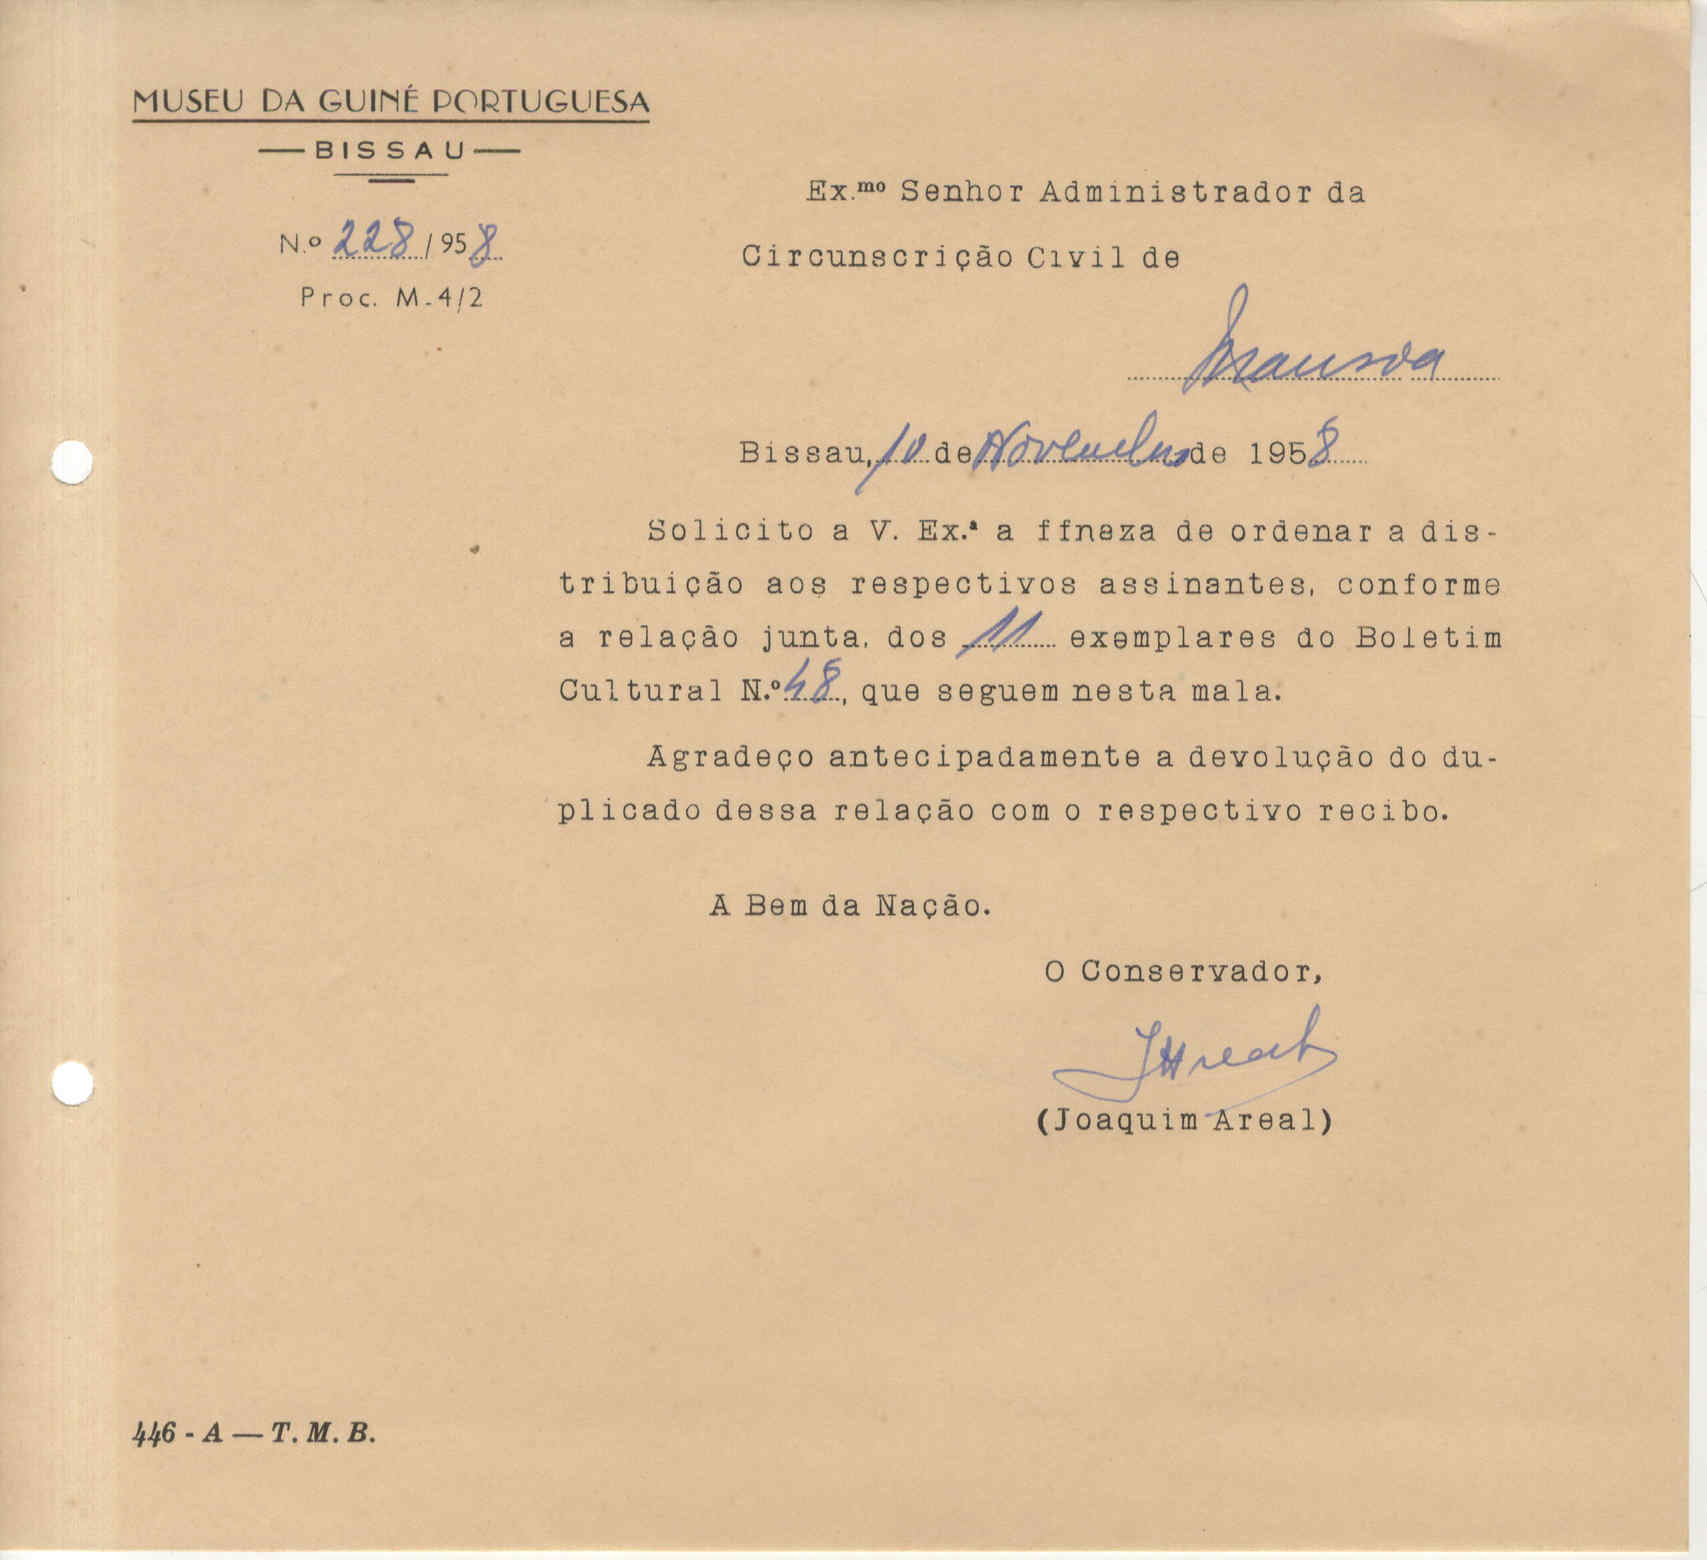 MUSEU DA GUINÉ PORTUGUESA
BISSAU
N.º 228/958
Proc. M-4/2
Ex.mo Senhor Administrador da
Circunscrição Civil de
Mansoa
Bissau, 10 de Novembro de 1958
Solicito a V. Ex.ª a ffneza de ordenar a dis-
tribuição aos respectivos assinantes, conforme
a relação junta, dos 11 exemplares do Boletim
Cultural N.º 48, que seguem nesta mala.
Agradeço antecipadamente a devolução do du-
plicado dessa relação com o respectivo recibo.
A Bem da Nação.
O Conservador,
JAreal
(Joaquim Areal)
446 - A — T. M. B.